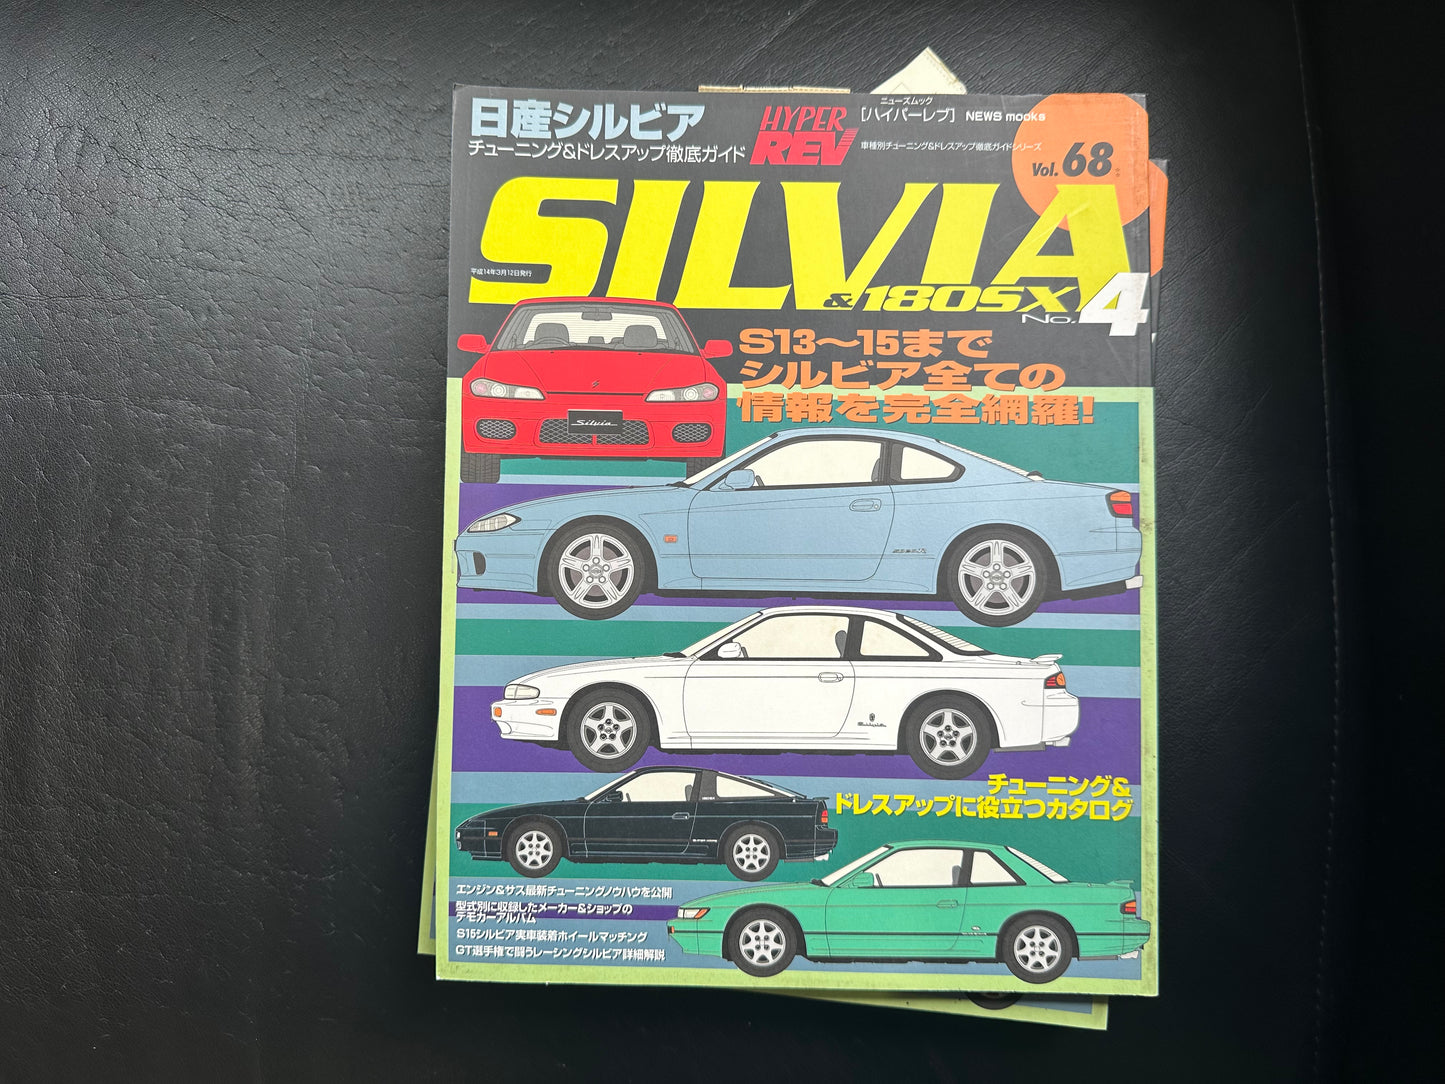 日産シルビア
チューニング&ドレスアップ徹底ガイド
HYPER
REV
ニューズムック
[ハイパーレブ] NEWS mooks
車種別チューニング&ドレスアップ徹底ガイドシリーズ
Vol. 68
SILVIA
平成14年3月12日発行
&180SX
No.4
S13～15まで
シルビア全ての
情報を完全網羅!
Silvia
Silvia
チューニング&
ドレスアップに役立つカタログ
エンジン&サス最新チューニングノウハウを公開
型式別に収録したメーカー&ショップの
デモカーアルバム
S15シルビア実車装着ホイールマッチング
GT選手権で闘うレーシングシルビア詳細解説